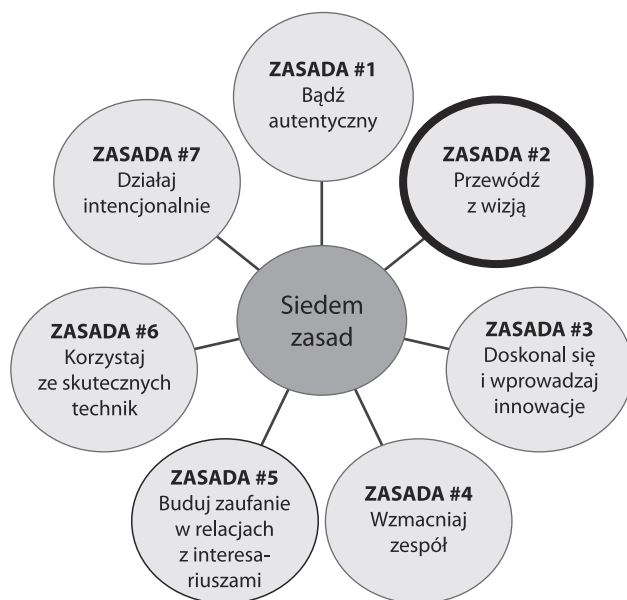 ZASADA #1
Bądź
autentyczny
ZASADA #2
Przewódź
z wizją
ZASADA #3
Doskonal się
i wprowadzaj
innowacje
ZASADA #4
Wzmacniaj
zespół
ZASADA #5
Buduj zaufanie
w relacjach
z interesa-
riuszami
ZASADA #6
Korzystaj
ze skutecznych
technik
ZASADA #7
Działaj
intencjonalnie
Siedem
zasad